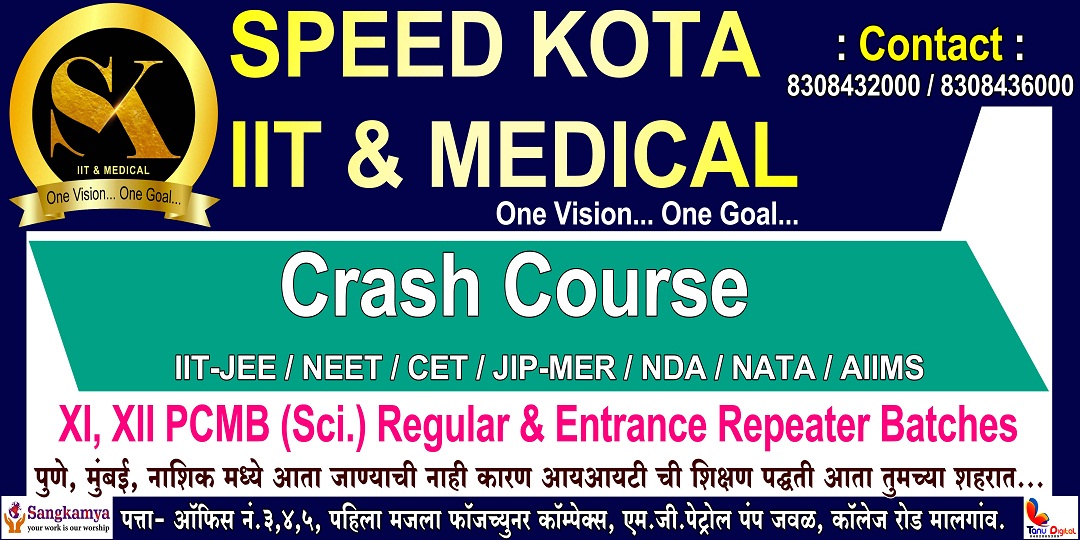 SK
IIT & MEDICAL
One Vision... One Goal...
SPEED KOTA
IIT & MEDICAL
One Vision... One Goal...
: Contact :
8308432000 / 8308436000
Crash Course
IIT-JEE / NEET / CET / JIP-MER / NDA / NATA / AIIMS
XI, XII PCMB (Sci.) Regular & Entrance Repeater Batches
पुणे, मुंबई, नाशिक मध्ये आता जाण्याची नाही कारण आयआयटी ची शिक्षण पद्धती आता तुमच्या शहरात...
Sangkamya
your work is our worship
पत्ता- ऑफिस नं.३,४,५, पहिला मजला फॉजच्युनर कॉम्पेक्स, एम.जी.पेट्रोल पंप जवळ, कॉलेज रोड मालगांव.
Tanu Digital